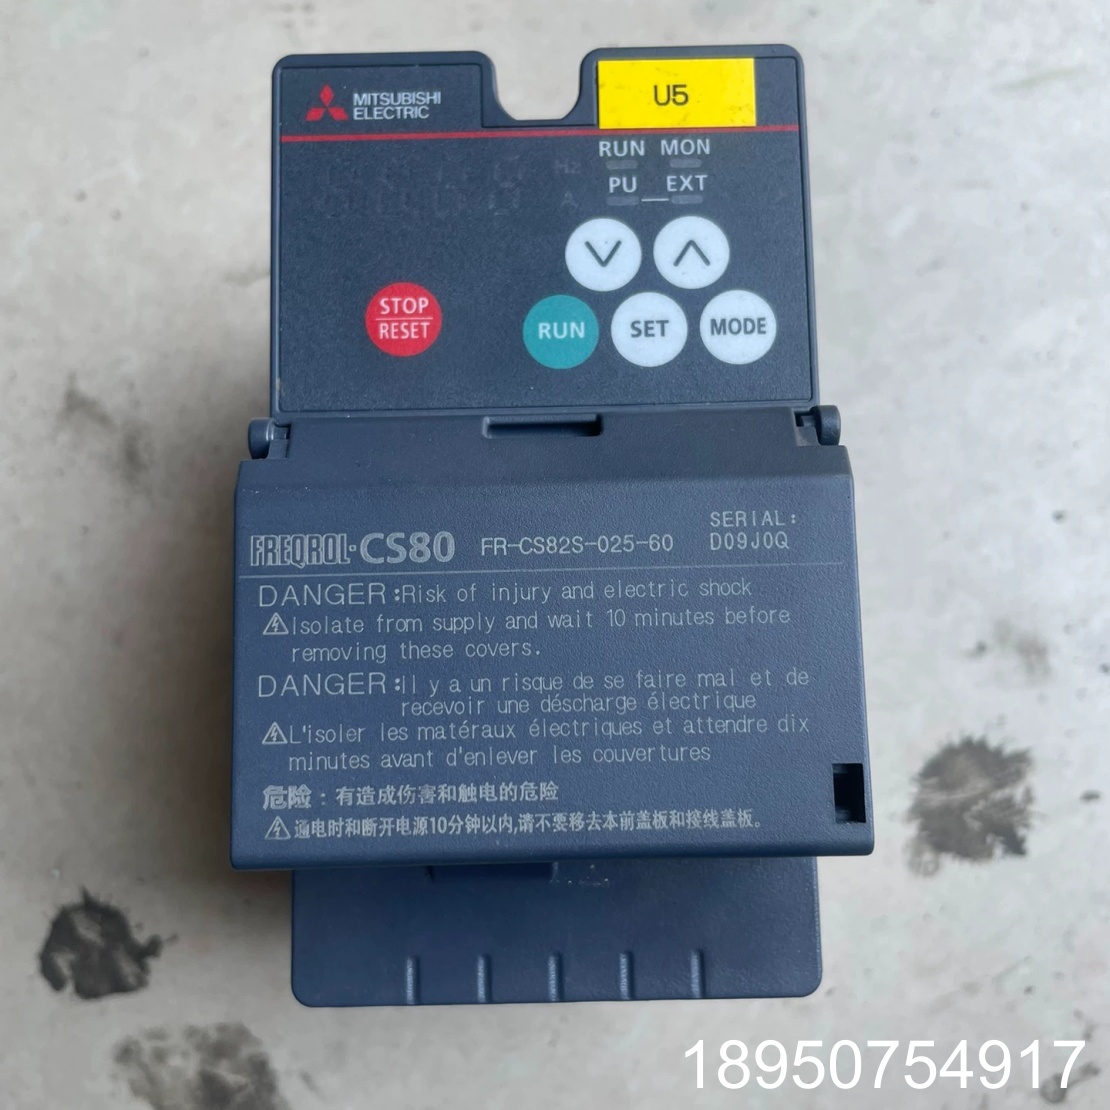 MITSUBISHI
ELECTRIC
U5
RUN MON
Hz
PU EXT
A
STOP
RESET
RUN
SET
MODE
FREQROL-CS80 FR-CS82S-025-60
SERIAL:
D09J0Q
DANGER:Risk of injury and electric shock
Isolate from supply and wait 10 minutes before
removing these covers.
DANGER:Il y a un risque de se faire mal et de
recevoir une déscharge électrique
L'isoler les matéraux électriques et attendre dix
minutes avant d'enlever les couvertures
危险:有造成伤害和触电的危险
通电时和断开电源10分钟以内,请不要移去本前盖板和接线盖板。
18950754917